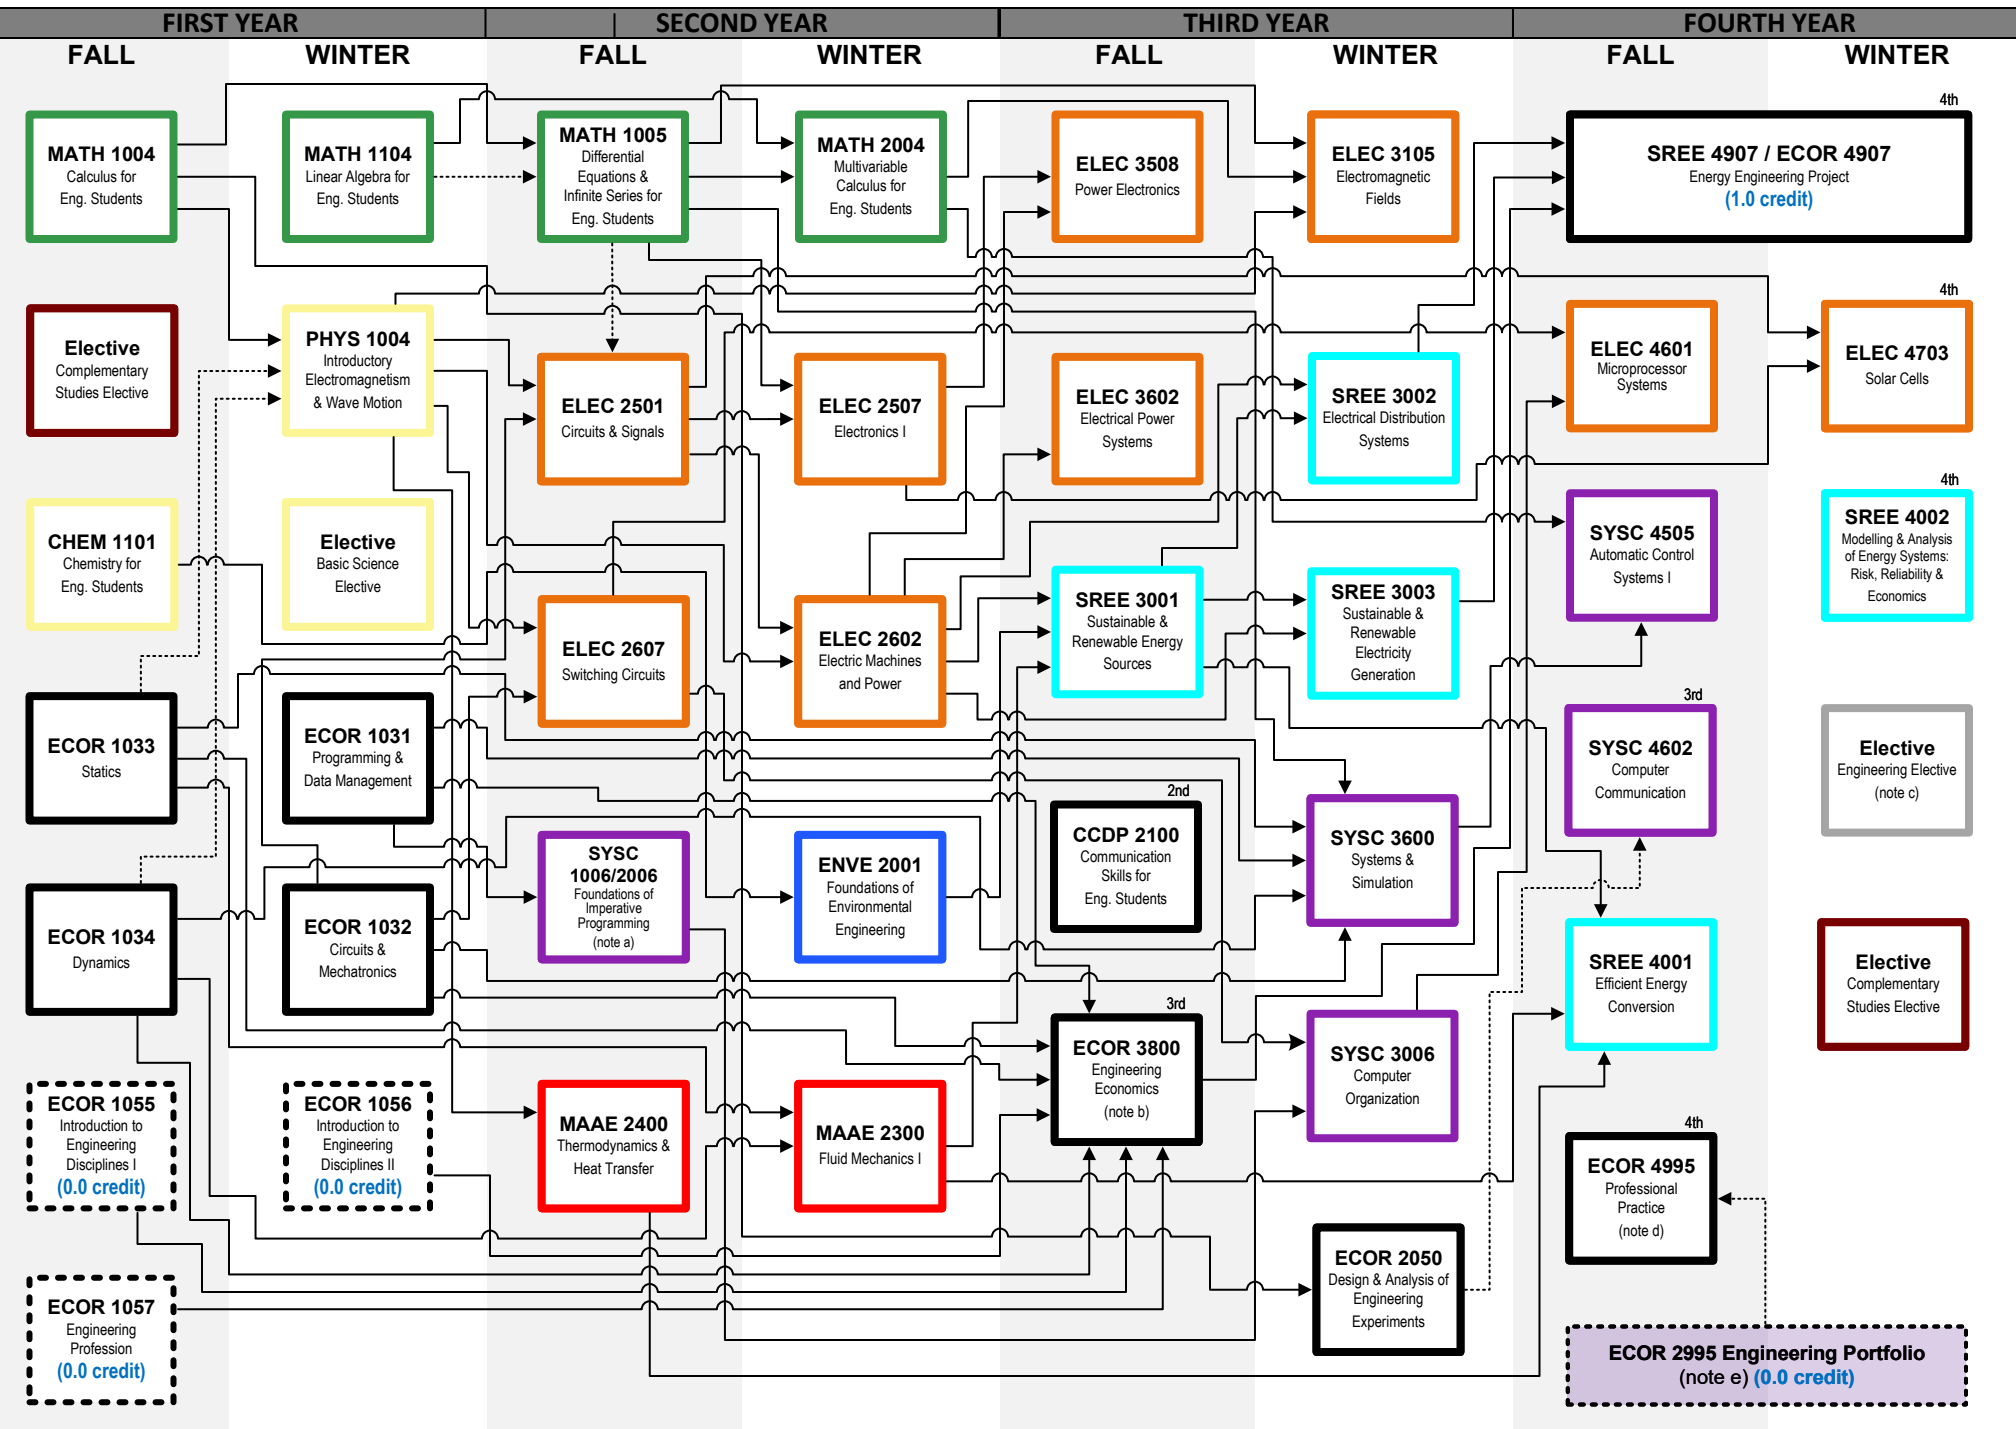 FIRST YEAR
SECOND YEAR
THIRD YEAR
FOURTH YEAR
FALL
WINTER
FALL
WINTER
FALL
WINTER
FALL
WINTER
MATH 1004
Calculus for
Eng. Students
Elective
Complementary
Studies Elective
CHEM 1101
Chemistry for
Eng. Students
ECOR 1033
Statics
ECOR 1034
Dynamics
ECOR 1055
Introduction to
Engineering
Disciplines I
(0.0 credit)
ECOR 1057
Engineering
Profession
(0.0 credit)
MATH 1104
Linear Algebra for
Eng. Students
PHYS 1004
Introductory
Electromagnetism
& Wave Motion
Elective
Basic Science
Elective
ECOR 1031
Programming &
Data Management
ECOR 1032
Circuits &
Mechatronics
ECOR 1056
Introduction to
Engineering
Disciplines II
(0.0 credit)
MATH 1005
Differential
Equations &
Infinite Series for
Eng. Students
ELEC 2501
Circuits & Signals
ELEC 2607
Switching Circuits
SYSC
1006/2006
Foundations of
Imperative
Programming
(note a)
MAAE 2400
Thermodynamics &
Heat Transfer
MATH 2004
Multivariable
Calculus for
Eng. Students
ELEC 2507
Electronics I
ELEC 2602
Electric Machines
and Power
ENVE 2001
Foundations of
Environmental
Engineering
MAAE 2300
Fluid Mechanics I
ELEC 3508
Power Electronics
ELEC 3602
Electrical Power
Systems
SREE 3001
Sustainable &
Renewable Energy
Sources
2nd
CCDP 2100
Communication
Skills for
Eng. Students
3rd
ECOR 3800
Engineering
Economics
(note b)
ELEC 3105
Electromagnetic
Fields
SREE 3002
Electrical Distribution
Systems
SREE 3003
Sustainable &
Renewable
Electricity
Generation
SYSC 3600
Systems &
Simulation
SYSC 3006
Computer
Organization
ECOR 2050
Design & Analysis of
Engineering
Experiments
4th
SREE 4907 / ECOR 4907
Energy Engineering Project
(1.0 credit)
ELEC 4601
Microprocessor
Systems
SYSC 4505
Automatic Control
Systems I
3rd
SYSC 4602
Computer
Communication
SREE 4001
Efficient Energy
Conversion
4th
ECOR 4995
Professional
Practice
(note d)
4th
ELEC 4703
Solar Cells
4th
SREE 4002
Modelling & Analysis
of Energy Systems:
Risk, Reliability &
Economics
Elective
Engineering Elective
(note c)
Elective
Complementary
Studies Elective
ECOR 2995 Engineering Portfolio
(note e) (0.0 credit)